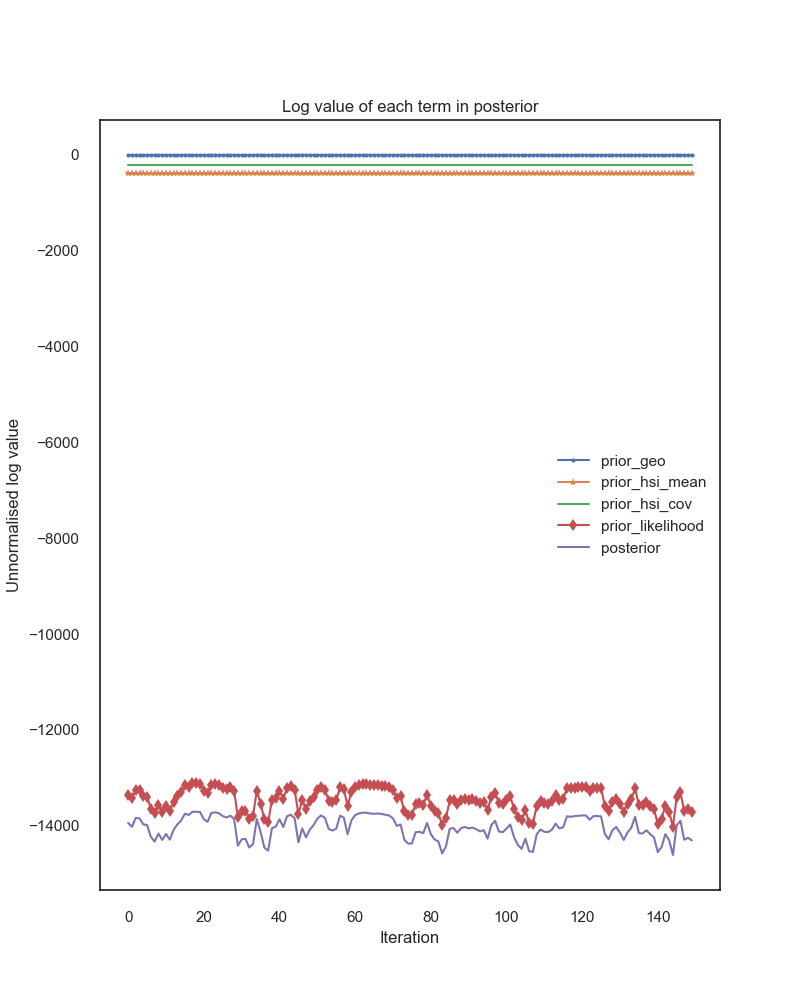 Log value of each term in posterior
Unnormalised log value
0
−2000
−4000
−6000
−8000
−10000
−12000
−14000
prior_geo
prior_hsi_mean
prior_hsi_cov
prior_likelihood
posterior
0 20 40 60 80 100 120 140
Iteration